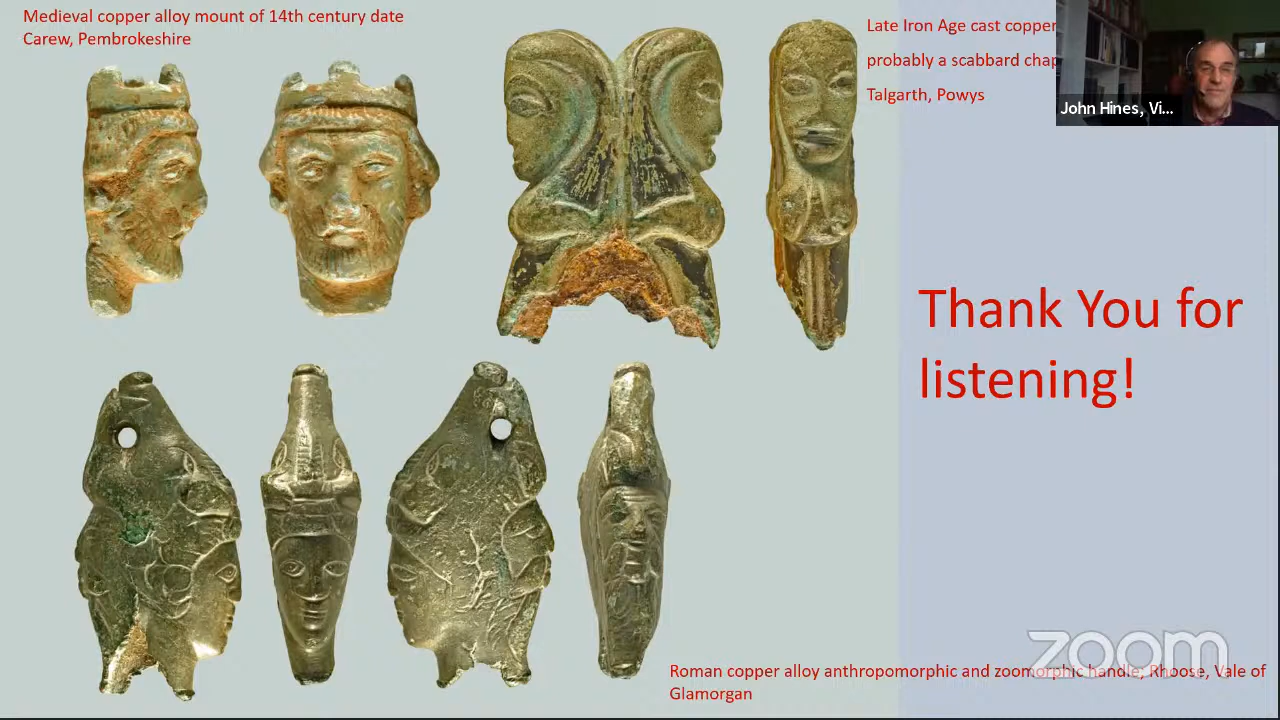 Medieval copper alloy mount of 14th century date
Carew, Pembrokeshire
Late Iron Age cast copper
probably a scabbard chap
Talgarth, Powys
John Hines, Vi...
Thank You for
listening!
zoom
Roman copper alloy anthropomorphic and zoomorphic handle; Rhoose, Vale of
Glamorgan